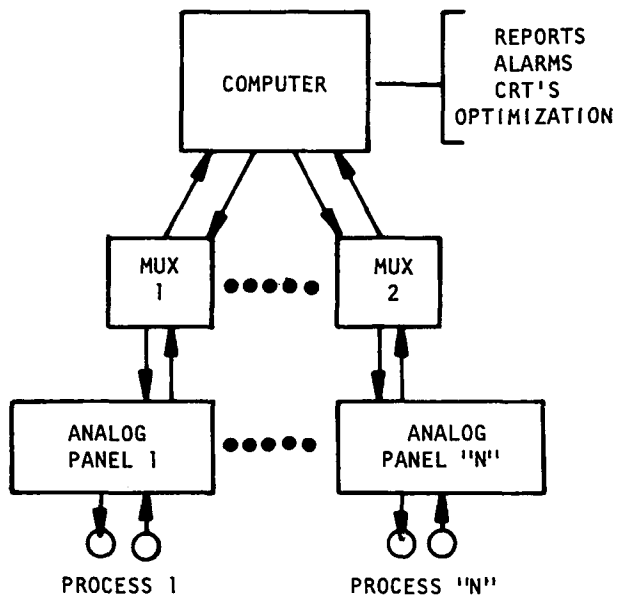 COMPUTER
REPORTS
ALARMS
CRT'S
OPTIMIZATION
MUX
1
MUX
2
ANALOG
PANEL 1
ANALOG
PANEL "N"
PROCESS 1
PROCESS "N"